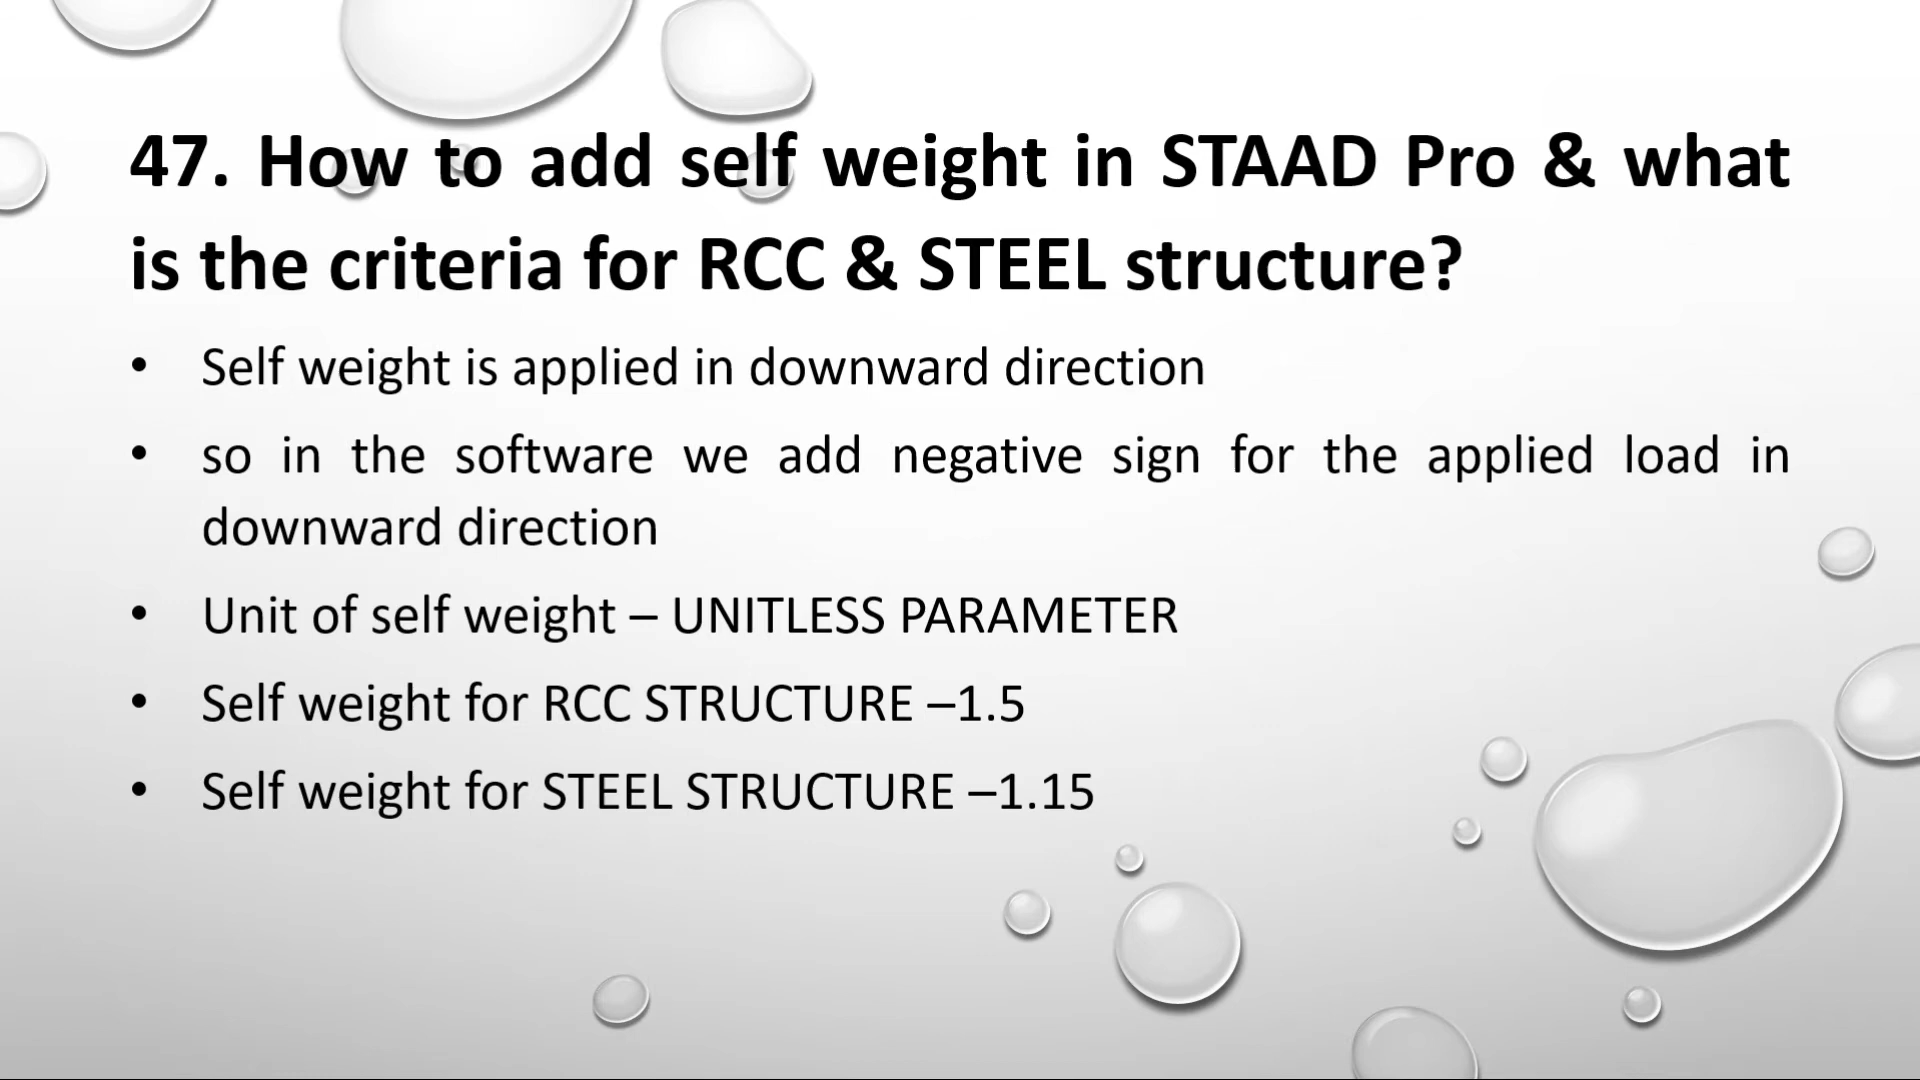 47. How to add self weight in STAAD Pro & what
is the criteria for RCC & STEEL structure?
• Self weight is applied in downward direction
• so in the software we add negative sign for the applied load in
downward direction
• Unit of self weight – UNITLESS PARAMETER
• Self weight for RCC STRUCTURE –1.5
• Self weight for STEEL STRUCTURE –1.15